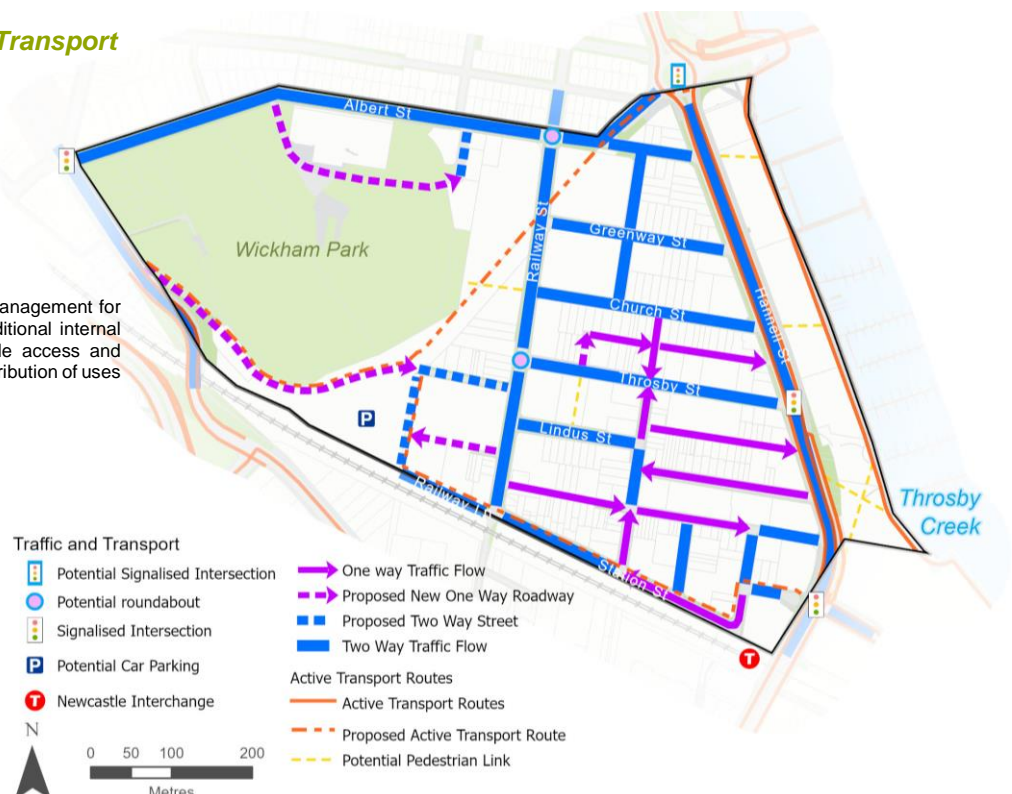 Transport
Albert St
Railway St
Wickham Park
Greenway St
Hannell St
anagement for
ditional internal
le access and
ribution of uses
Church St
Throsby St
P
Lindus St
Railway Ln
Throsby
Creek
Station St
T
Traffic and Transport
Potential Signalised Intersection
Potential roundabout
Signalised Intersection
P Potential Car Parking
T Newcastle Interchange
One way Traffic Flow
Proposed New One Way Roadway
Proposed Two Way Street
Two Way Traffic Flow
Active Transport Routes
Active Transport Routes
Proposed Active Transport Route
Potential Pedestrian Link
N
0 50 100 200
Metres